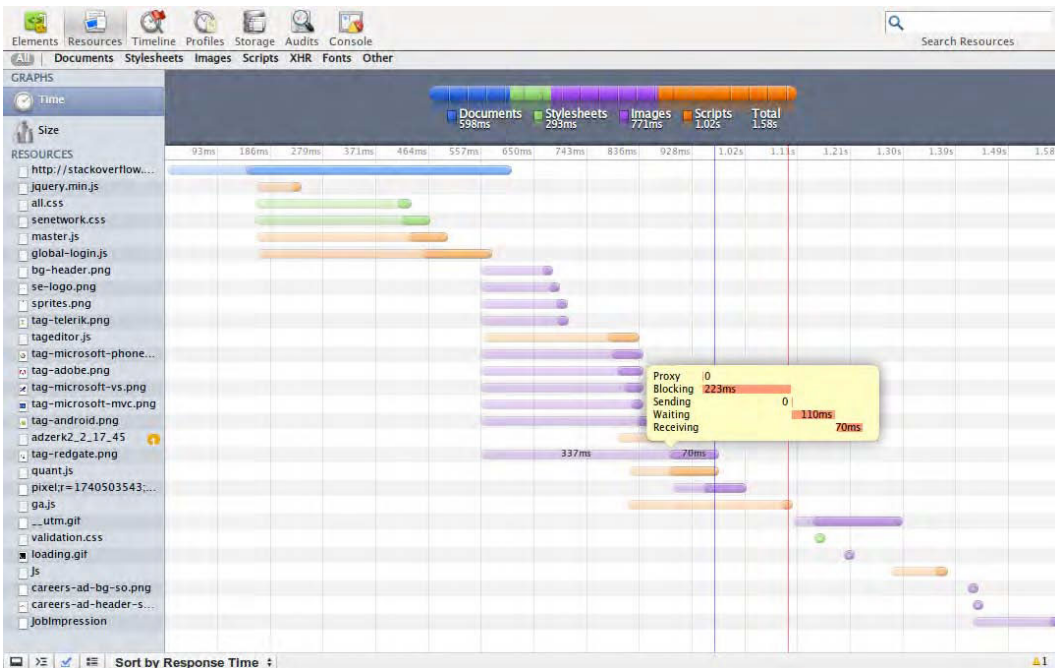 Elements Resources Timeline Profiles Storage Audits Console
Search Resources
All Documents Stylesheets Images Scripts XHR Fonts Other
GRAPHS
Time
Size
Documents 598ms Stylesheets 293ms Images 771ms Scripts 1.02s Total 1.58s
RESOURCES
93ms 186ms 279ms 371ms 464ms 557ms 650ms 743ms 836ms 928ms 1.02s 1.11s 1.21s 1.30s 1.39s 1.49s 1.58
http://stackoverflow....
jquery.min.js
all.css
senetwork.css
master.js
global-login.js
bg-header.png
se-logo.png
sprites.png
tag-telerik.png
tageditor.js
tag-microsoft-phone...
tag-adobe.png
tag-microsoft-vs.png
tag-microsoft-mvc.png
tag-android.png
adzerk2_2_17_45
tag-redgate.png
337ms 70ms
Proxy 0
Blocking 223ms
Sending 0
Waiting 110ms
Receiving 70ms
quant.js
pixel;r=1740503543;...
ga.js
__utm.gif
validation.css
loading.gif
Js
careers-ad-bg-so.png
careers-ad-header-s...
JobImpression
Sort by Response Time
1